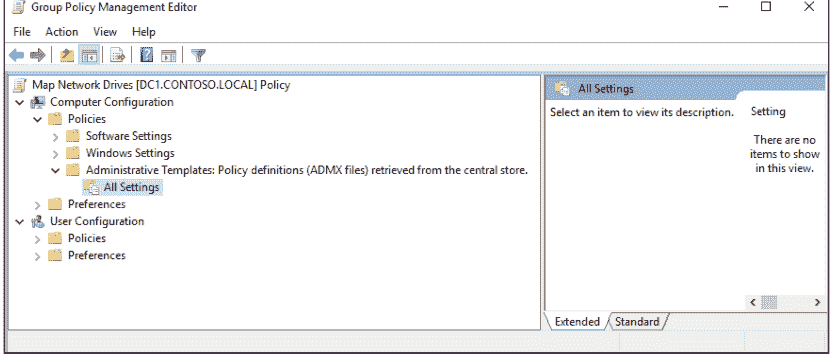 Group Policy Management Editor
File Action View Help
Map Network Drives [DC1.CONTOSO.LOCAL] Policy
Computer Configuration
Policies
Software Settings
Windows Settings
Administrative Templates: Policy definitions (ADMX files) retrieved from the central store.
All Settings
Preferences
User Configuration
Policies
Preferences
All Settings
Select an item to view its description.
Setting
There are no
items to show
in this view.
Extended Standard